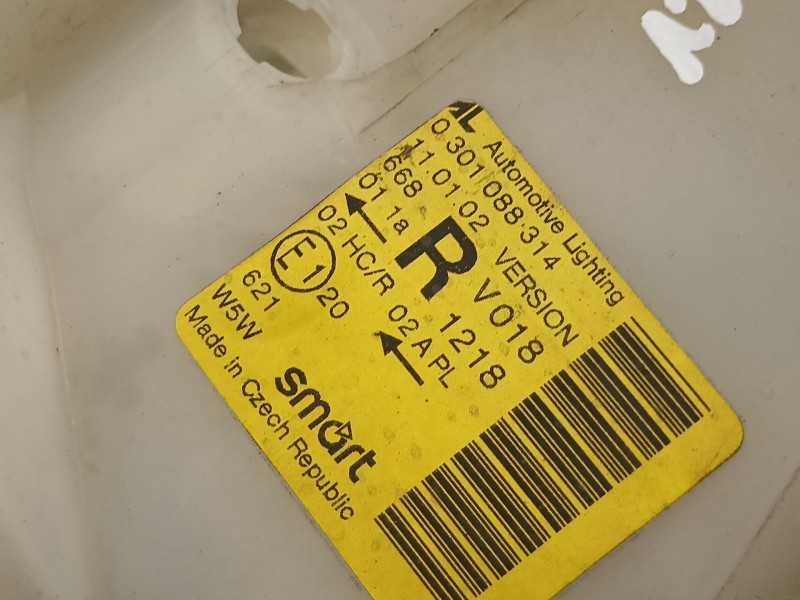 AL Automotive Lighting
0 301 088 314
11 01 02 VERSION
668 R V018
01 1a 1218
02 HC/R 02 A PL
E1 20
621
W5W
smart
Made in Czech Republic